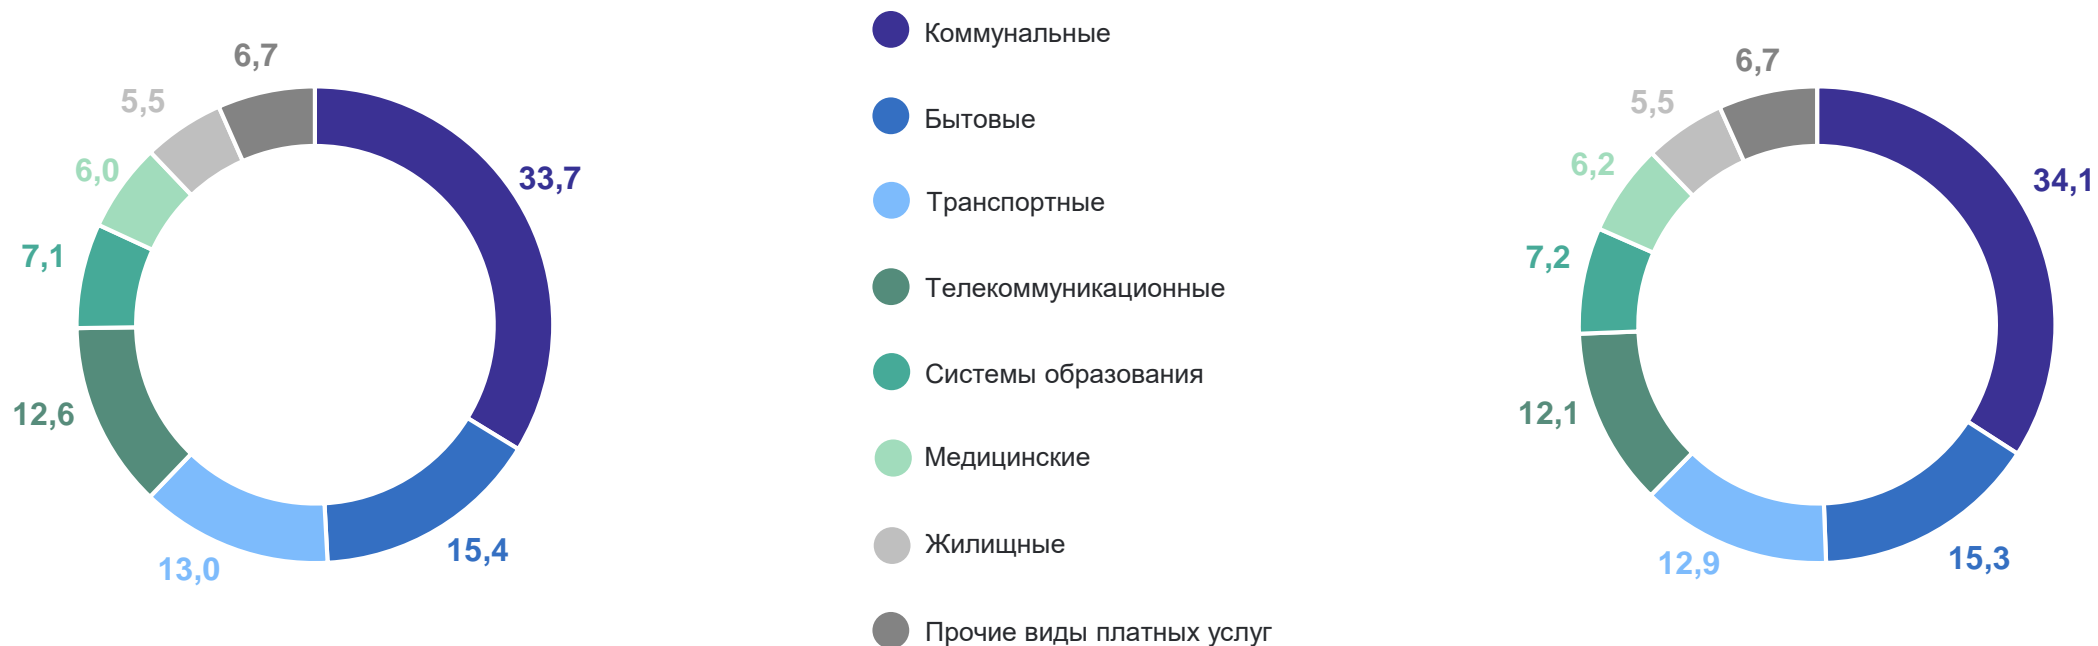 6,7
5,5
6,0
7,1
12,6
13,0
15,4
33,7
Коммунальные
Бытовые
Транспортные
Телекоммуникационные
Системы образования
Медицинские
Жилищные
Прочие виды платных услуг
6,7
5,5
6,2
7,2
12,1
12,9
15,3
34,1